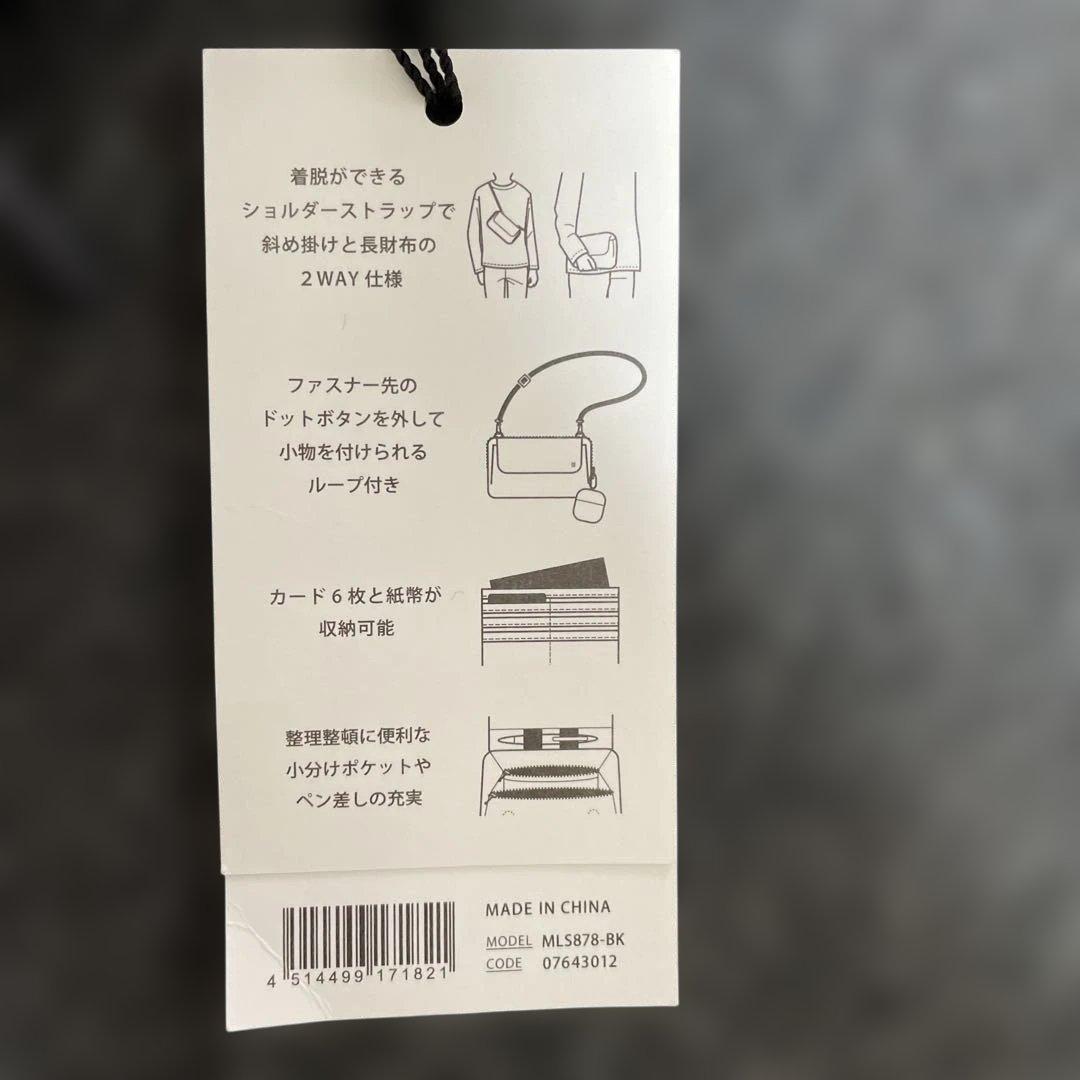 着脱ができる
ショルダーストラップで
斜め掛けと長財布の
2WAY 仕様
ファスナー先の
ドットボタンを外して
小物を付けられる
ループ付き
カード 6 枚と紙幣が
収納可能
整理整頓に便利な
小分けポケットや
ペン差しの充実
MADE IN CHINA
MODEL MLS878-BK
CODE 07643012
4 514499 171821